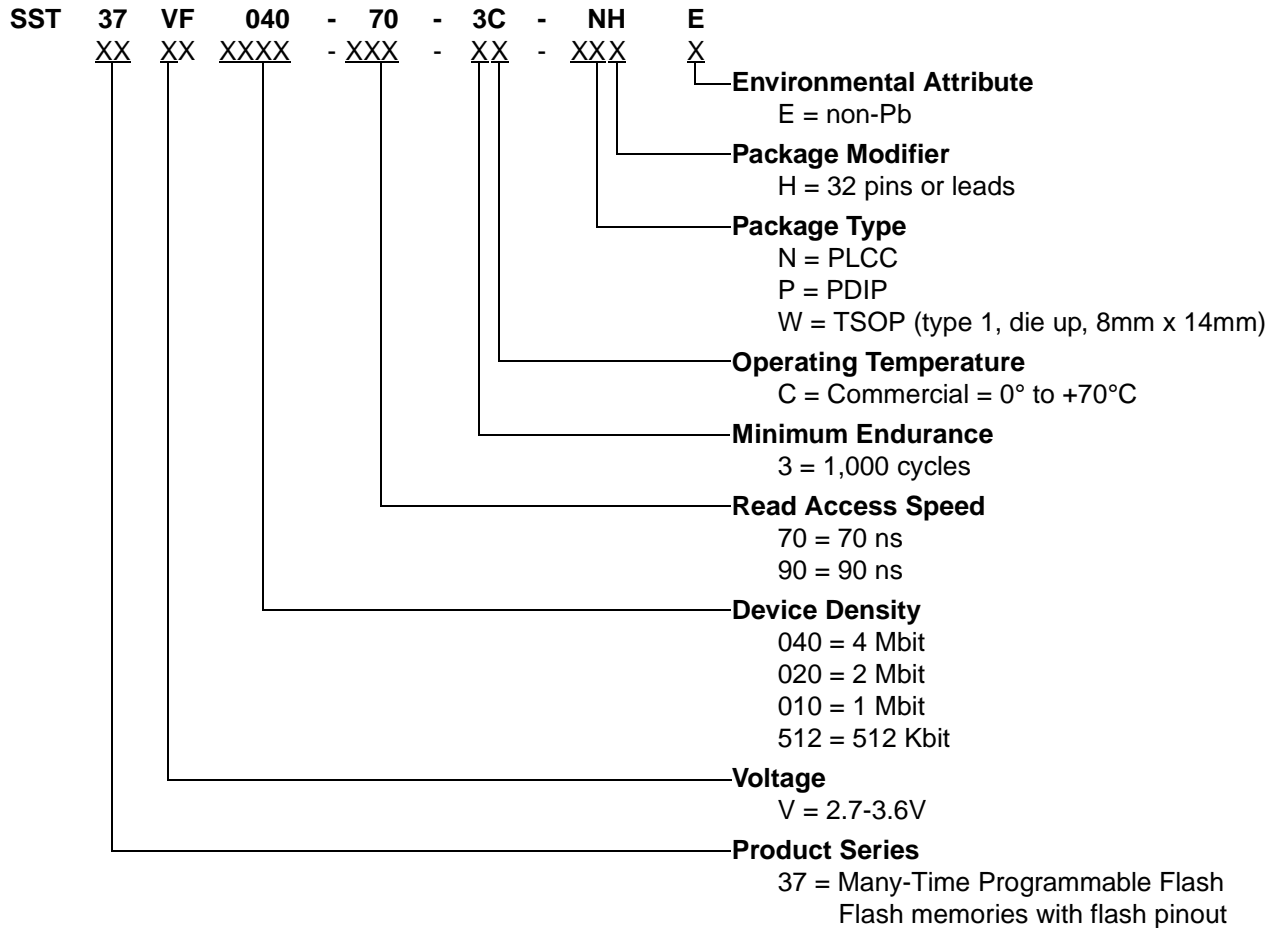 SST 37 VF 040 - 70 - 3C - NH E
XX XX XXXX - XXX - XX - XXX X
Environmental Attribute
E = non-Pb
Package Modifier
H = 32 pins or leads
Package Type
N = PLCC
P = PDIP
W = TSOP (type 1, die up, 8mm x 14mm)
Operating Temperature
C = Commercial = 0° to +70°C
Minimum Endurance
3 = 1,000 cycles
Read Access Speed
70 = 70 ns
90 = 90 ns
Device Density
040 = 4 Mbit
020 = 2 Mbit
010 = 1 Mbit
512 = 512 Kbit
Voltage
V = 2.7-3.6V
Product Series
37 = Many-Time Programmable Flash
Flash memories with flash pinout